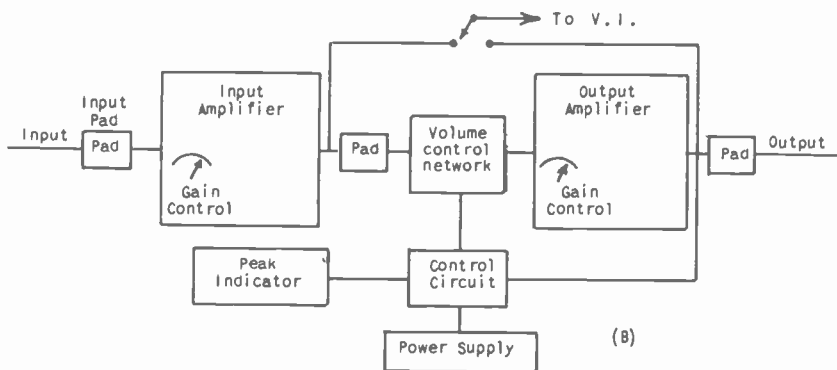 To V.I.
Input
Input
Pad
Pad
Input
Amplifier
Gain
Control
Pad
Volume
control
network
Output
Amplifier
Gain
Control
Pad
Output
Peak
Indicator
Control
Circuit
Power Supply
(B)